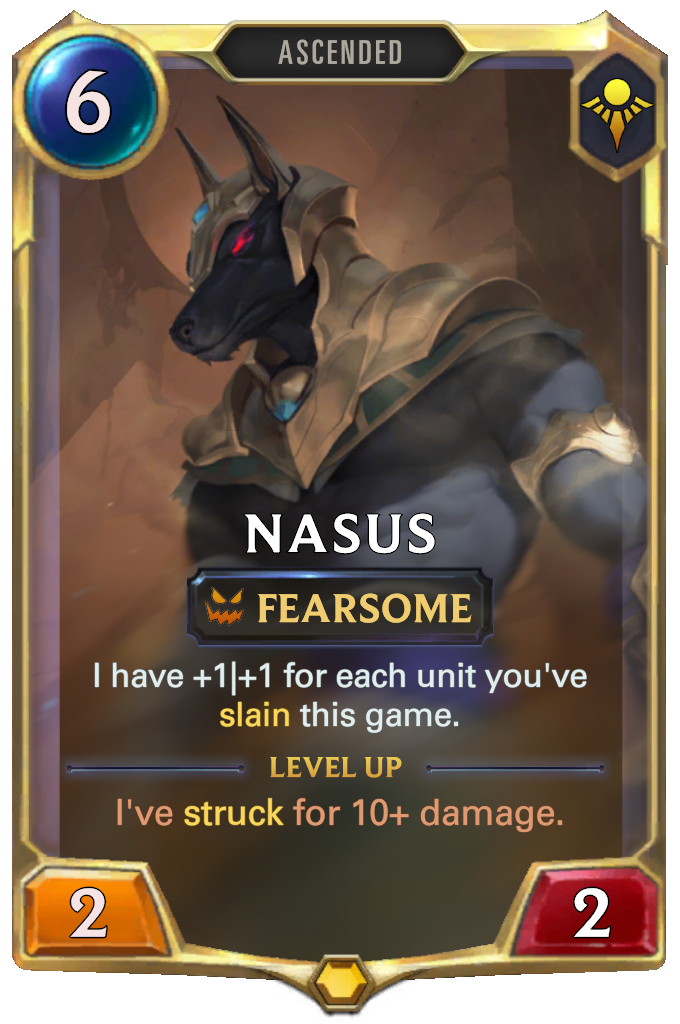 ASCENDED
6
NASUS
FEARSOME
I have +1|+1 for each unit you've
slain this game.
LEVEL UP
I've struck for 10+ damage.
2
2